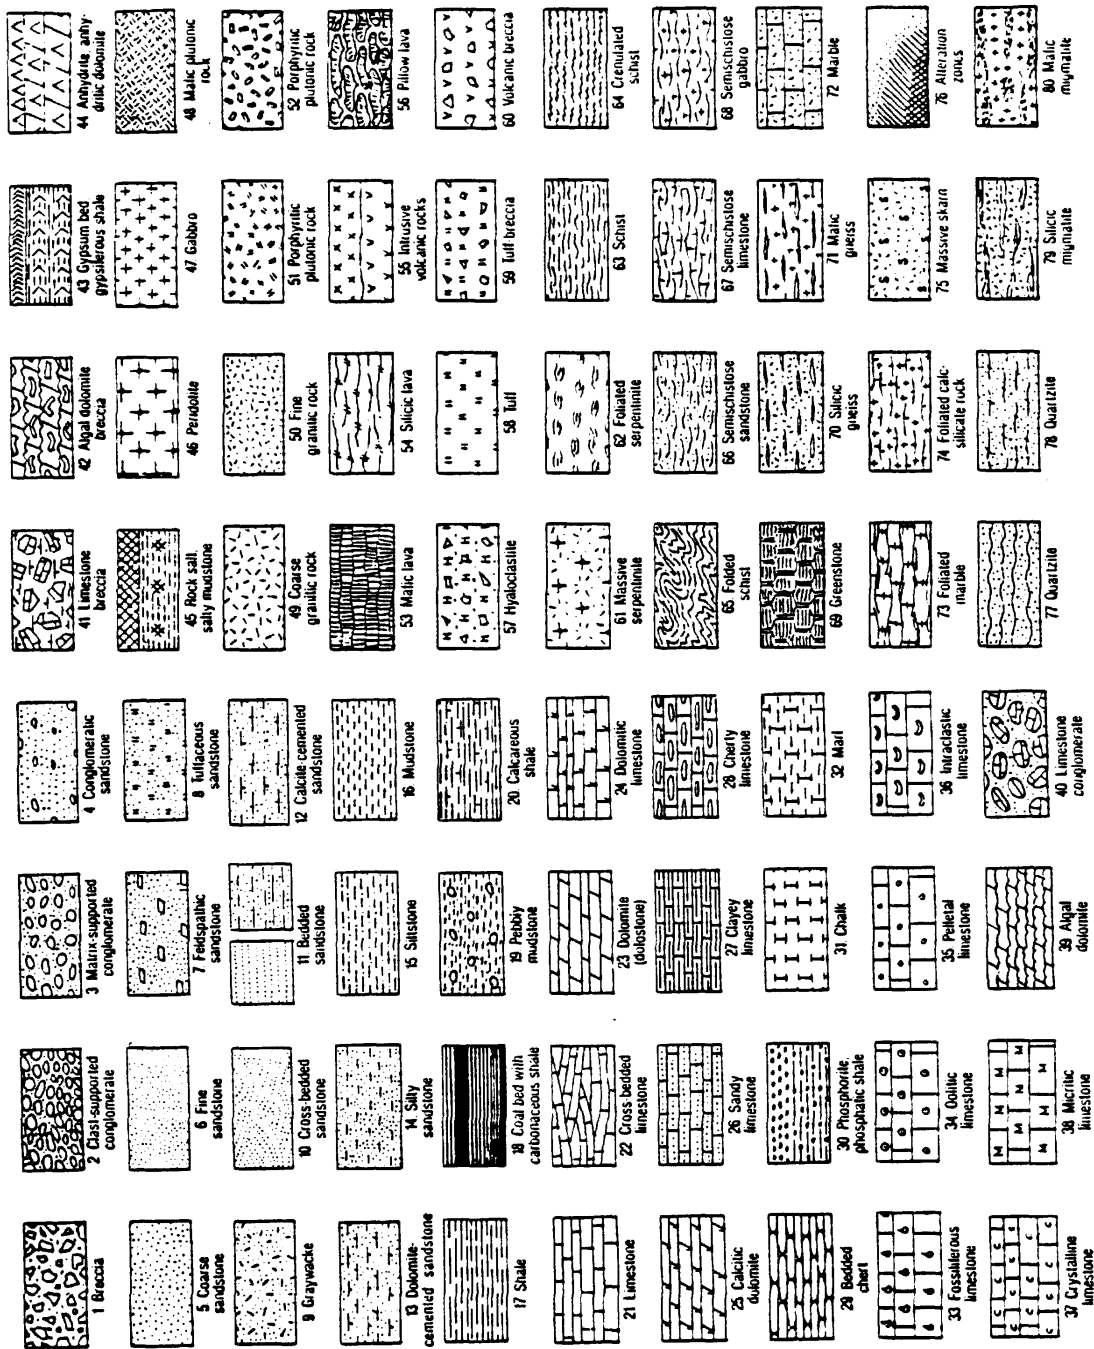 1 Breccia
2 Clast-supported
conglomerate
3 Matrix-supported
conglomerate
4 Conglomeratic
sandstone
5 Coarse
sandstone
6 Fine
sandstone
7 Feldspathic
sandstone
8 Tuffaceous
sandstone
9 Graywacke
10 Cross-bedded
sandstone
11 Bedded
sandstone
12 Calcite-cemented
sandstone
13 Dolomite-
cemented sandstone
14 Silty
sandstone
15 Siltstone
16 Mudstone
17 Shale
18 Coal bed with
carbonaceous shale
19 Pebbly
mudstone
20 Calcareous
shale
21 Limestone
22 Cross-bedded
limestone
23 Dolomite
(dolostone)
24 Dolomitic
limestone
25 Calcitic
dolomite
26 Sandy
limestone
27 Clayey
limestone
28 Cherty
limestone
29 Bedded
chert
30 Phosphorite,
phosphatic shale
31 Chalk
32 Marl
33 Fossiliferous
limestone
34 Oolitic
limestone
35 Pelletal
limestone
36 Intraclastic
limestone
37 Crystalline
limestone
38 Micritic
limestone
39 Algal
dolomite
40 Limestone
conglomerate
41 Limestone
breccia
42 Algal dolomite
breccia
43 Gypsum bed
gypsiferous shale
44 Anhydrite, anhy-
dritic dolomite
45 Rock salt,
salty mudstone
46 Peridotite
47 Gabbro
48 Mafic plutonic
rock
49 Coarse
granitic rock
50 Fine
granitic rock
51 Porphyritic
plutonic rock
52 Porphyritic
plutonic rock
53 Mafic lava
54 Silicic lava
55 Intrusive
volcanic rocks
56 Pillow lava
57 Hyaloclastite
58 Tuff
59 Tuff-breccia
60 Volcanic breccia
61 Massive
serpentinite
62 Foliated
serpentinite
63 Schist
64 Crenulated
schist
65 Folded
schist
66 Semischistose
sandstone
67 Semischistose
limestone
68 Semischistose
gabbro
69 Greenstone
70 Silicic
gneiss
71 Mafic
gneiss
72 Marble
73 Foliated
marble
74 Foliated calc-
silicate rock
75 Massive skarn
76 Alteration
zones
77 Quartzite
78 Quartzite
79 Silicic
migmatite
80 Mafic
migmatite